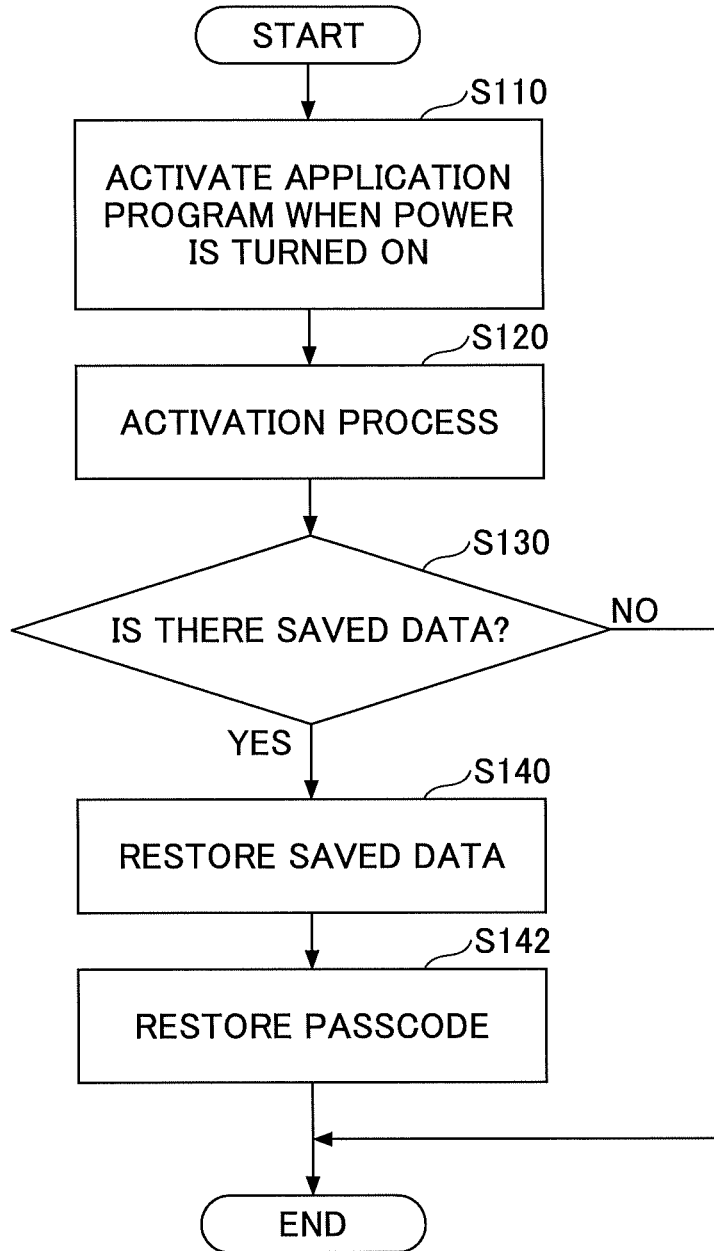 START
S110
ACTIVATE APPLICATION
PROGRAM WHEN POWER
IS TURNED ON
S120
ACTIVATION PROCESS
S130
IS THERE SAVED DATA?
NO
YES
S140
RESTORE SAVED DATA
S142
RESTORE PASSCODE
END